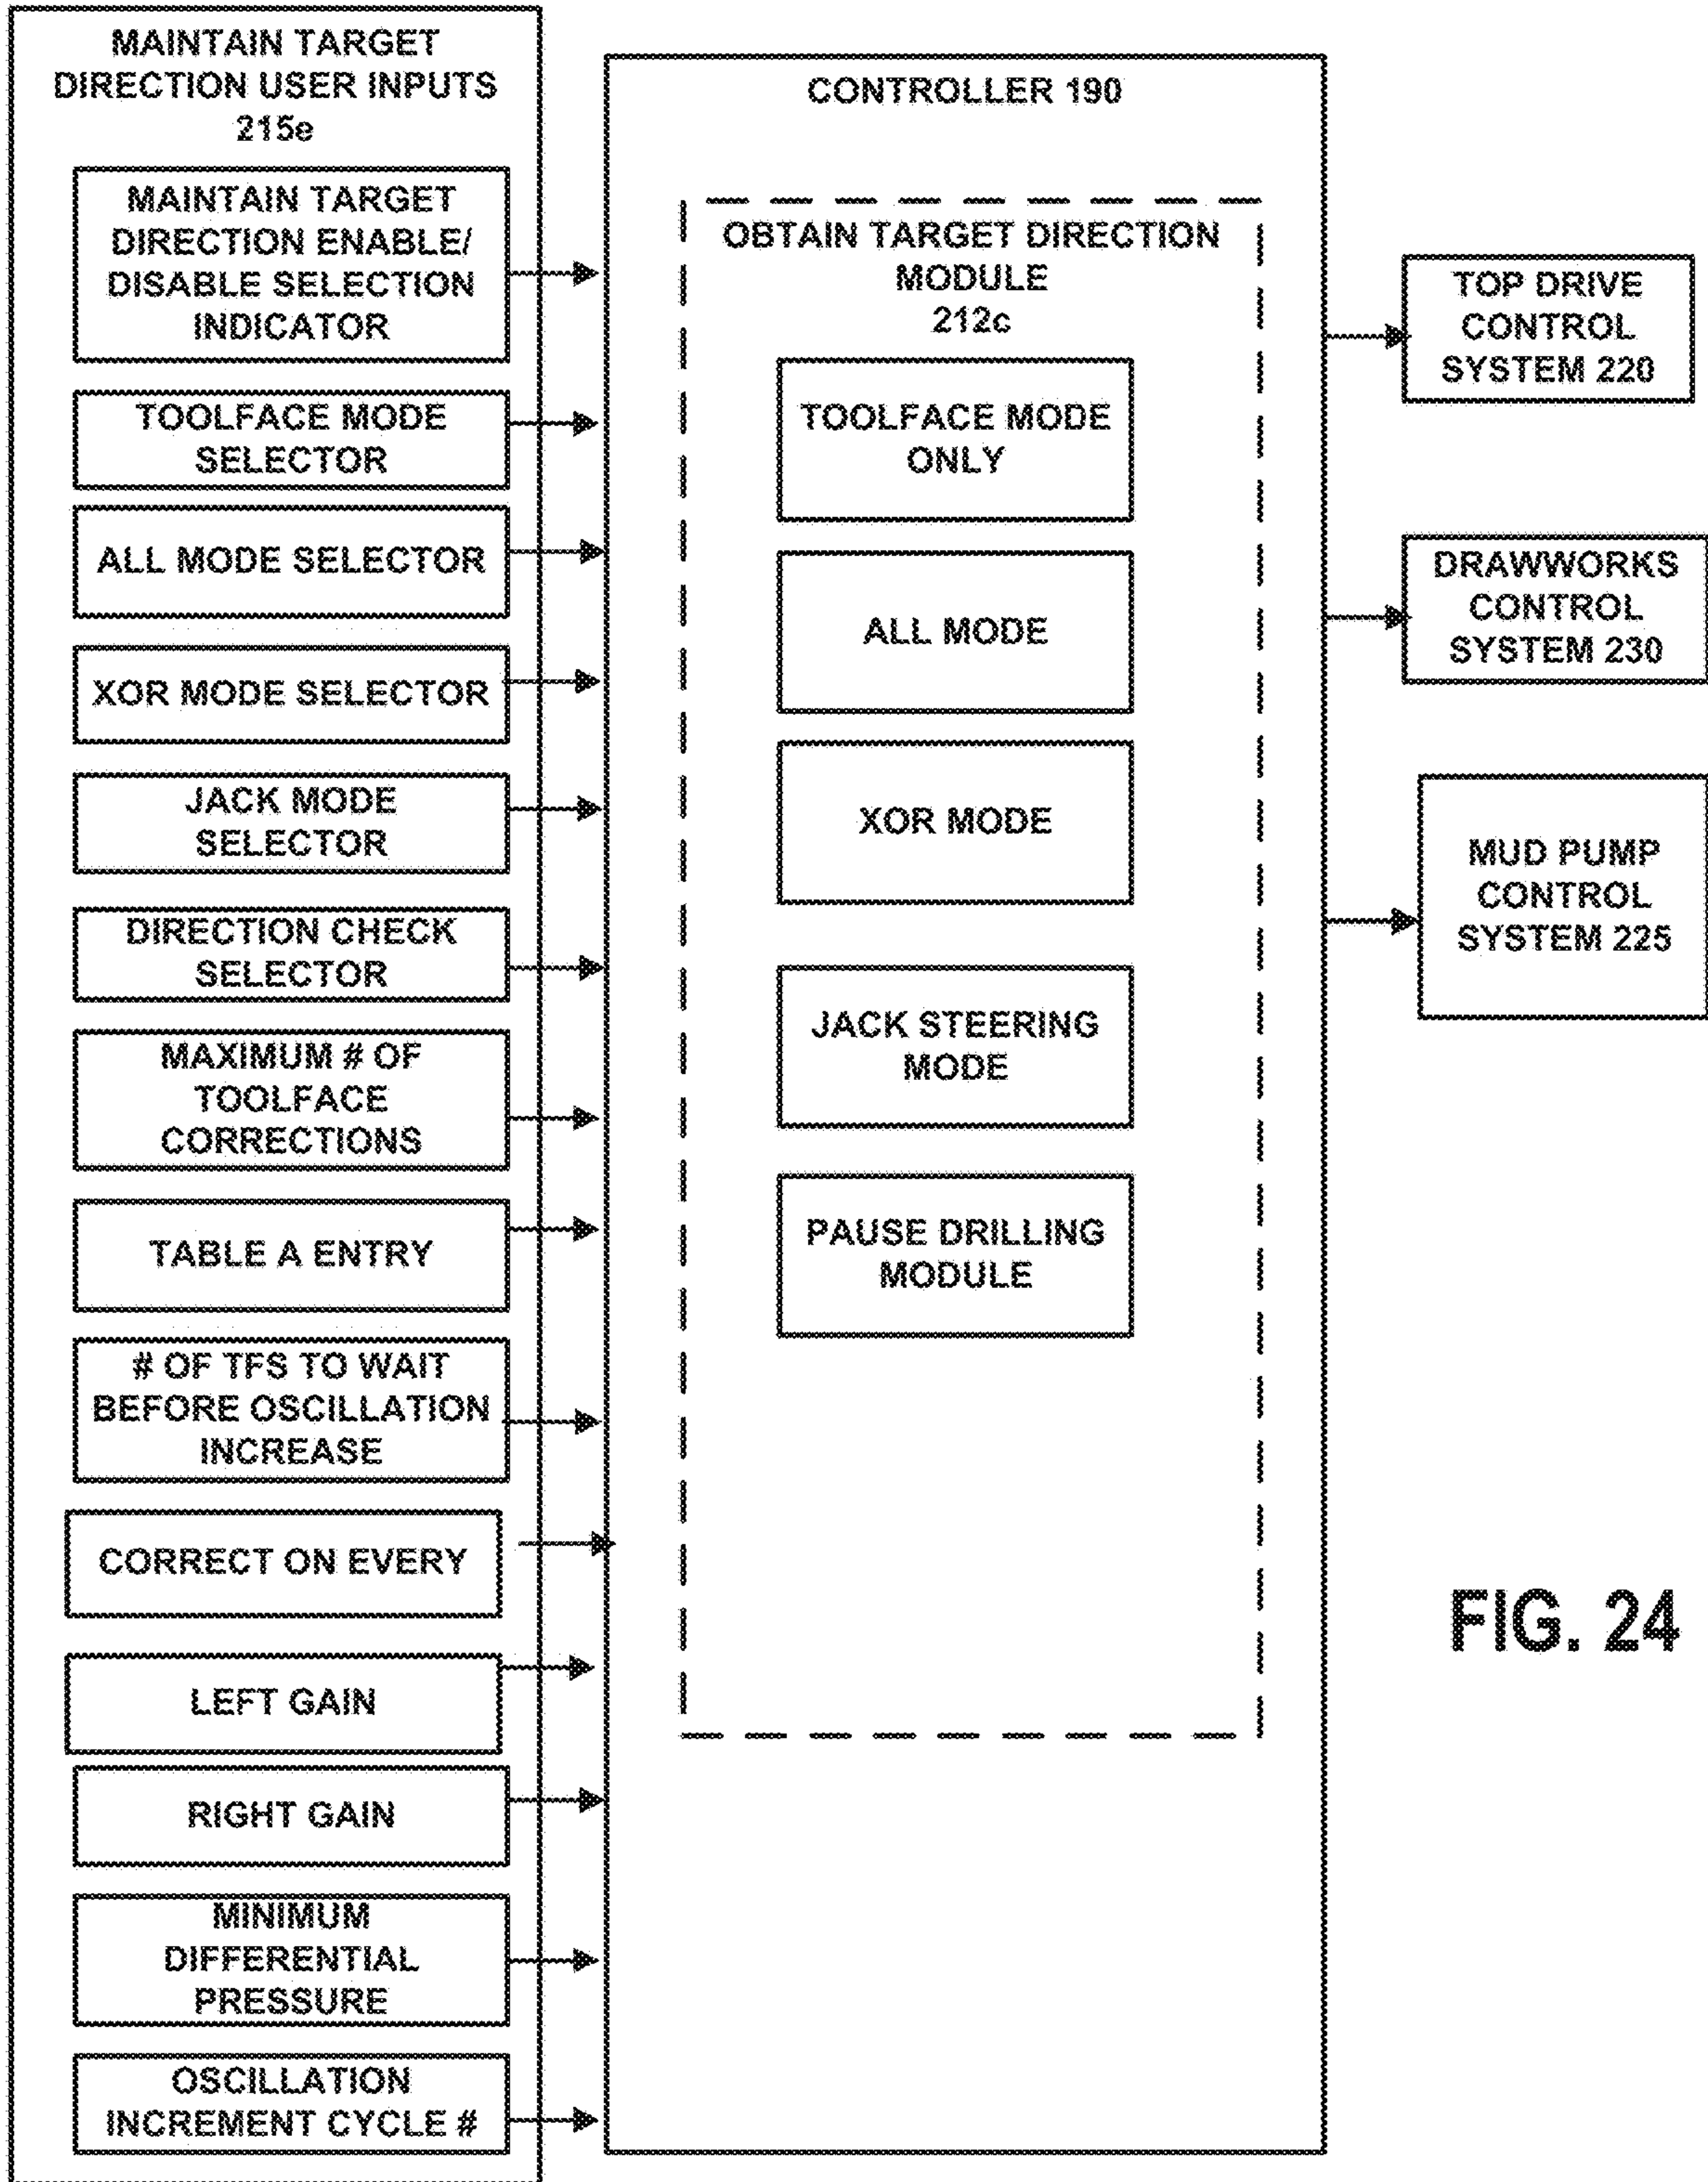 MAINTAIN TARGET
DIRECTION USER INPUTS
215e
MAINTAIN TARGET
DIRECTION ENABLE/
DISABLE SELECTION
INDICATOR
TOOLFACE MODE
SELECTOR
ALL MODE SELECTOR
XOR MODE SELECTOR
JACK MODE
SELECTOR
DIRECTION CHECK
SELECTOR
MAXIMUM # OF
TOOLFACE
CORRECTIONS
TABLE A ENTRY
# OF TFS TO WAIT
BEFORE OSCILLATION
INCREASE
CORRECT ON EVERY
LEFT GAIN
RIGHT GAIN
MINIMUM
DIFFERENTIAL
PRESSURE
OSCILLATION
INCREMENT CYCLE #
CONTROLLER 190
OBTAIN TARGET DIRECTION
MODULE
212c
TOOLFACE MODE
ONLY
ALL MODE
XOR MODE
JACK STEERING
MODE
PAUSE DRILLING
MODULE
TOP DRIVE
CONTROL
SYSTEM 220
DRAWWORKS
CONTROL
SYSTEM 230
MUD PUMP
CONTROL
SYSTEM 225
FIG. 24